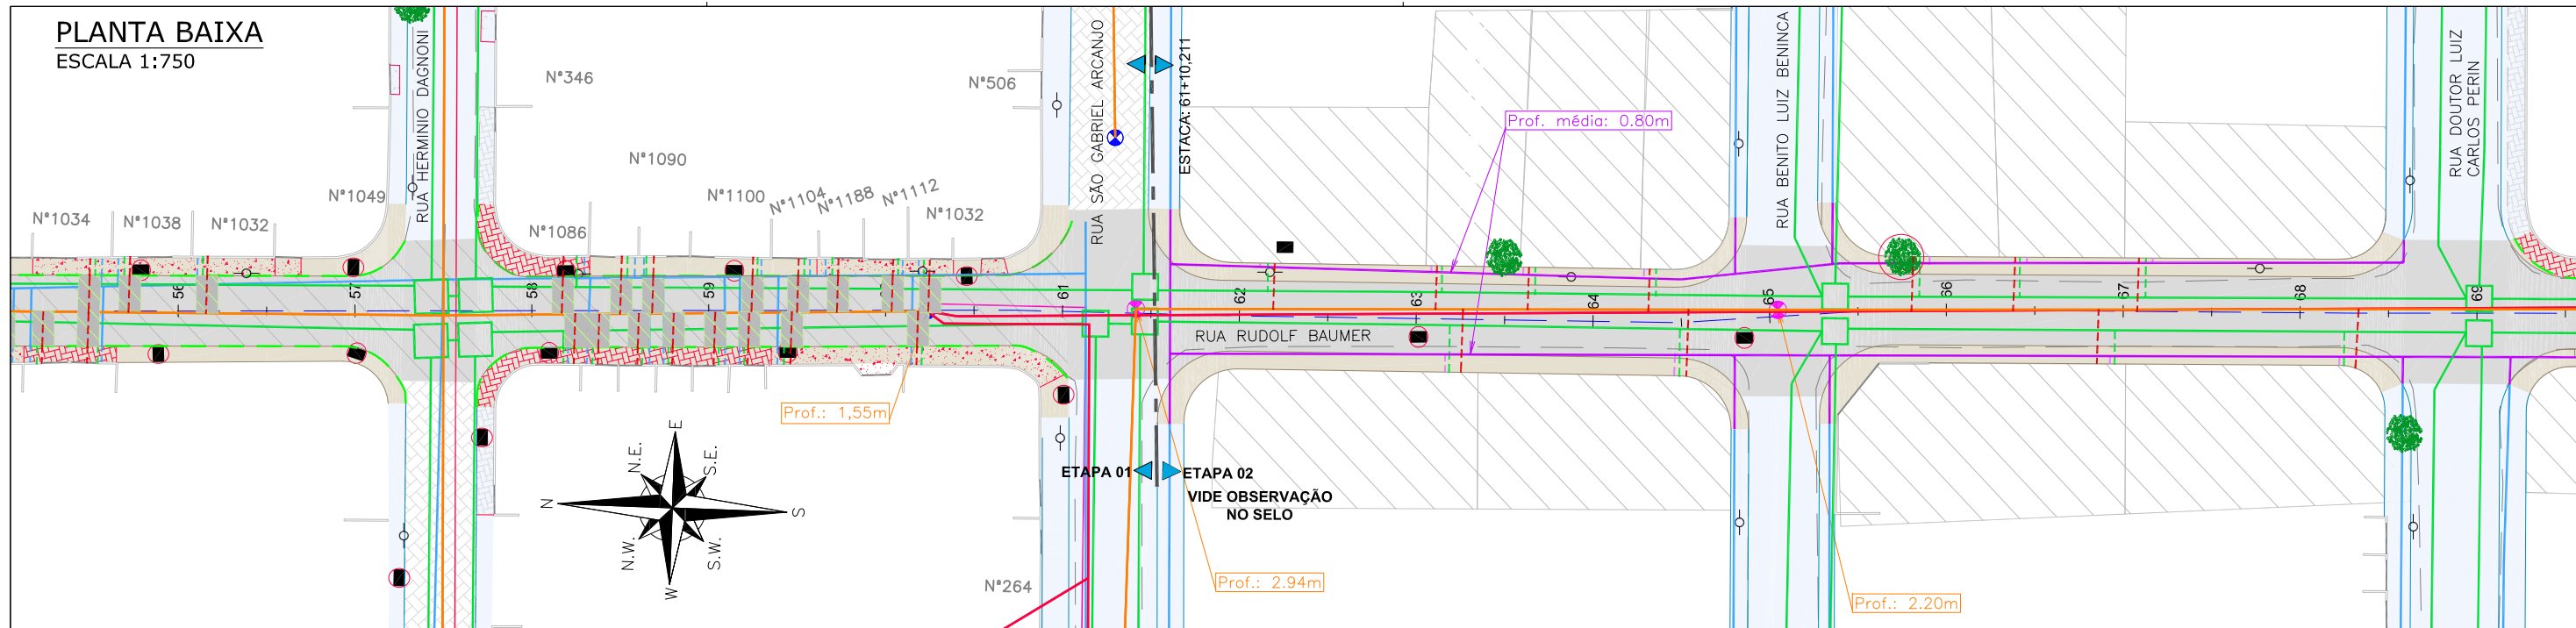 PLANTA BAIXA
ESCALA 1:750
RUA HERMINIO DAGNONI
N°346
N°506
RUA SÃO GABRIEL ARCANJO
ESTACA: 61+10,211
RUA BENITO LUIZ BENINCA
RUA DOUTOR LUIZ
CARLOS PERIN
Prof. média: 0.80m
N°1090
N°1049
N°1100
N°1104
N°1188
N°1112
N°1034
N°1038
N°1032
N°1086
N°1032
56
57
58
59
61
62
63
64
65
66
67
68
69
RUA RUDOLF BAUMER
Prof.: 1,55m
E
N.E.
S.E.
N
S
N.W.
S.W.
W
ETAPA 01
ETAPA 02
VIDE OBSERVAÇÃO
NO SELO
N°264
Prof.: 2.94m
Prof.: 2.20m